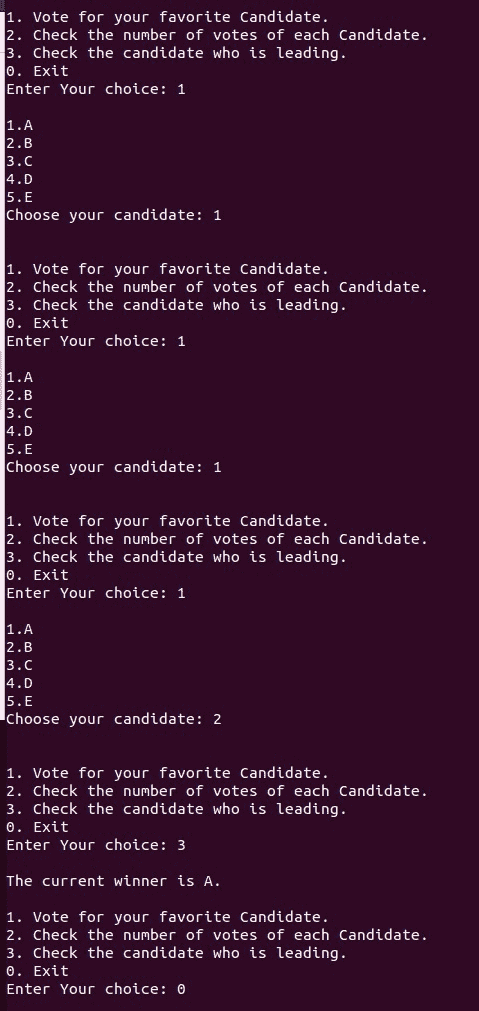 1. Vote for your favorite Candidate.
2. Check the number of votes of each Candidate.
3. Check the candidate who is leading.
0. Exit
Enter Your choice: 1
1.A
2.B
3.C
4.D
5.E
Choose your candidate: 1
1. Vote for your favorite Candidate.
2. Check the number of votes of each Candidate.
3. Check the candidate who is leading.
0. Exit
Enter Your choice: 1
1.A
2.B
3.C
4.D
5.E
Choose your candidate: 1
1. Vote for your favorite Candidate.
2. Check the number of votes of each Candidate.
3. Check the candidate who is leading.
0. Exit
Enter Your choice: 1
1.A
2.B
3.C
4.D
5.E
Choose your candidate: 2
1. Vote for your favorite Candidate.
2. Check the number of votes of each Candidate.
3. Check the candidate who is leading.
0. Exit
Enter Your choice: 3
The current winner is A.
1. Vote for your favorite Candidate.
2. Check the number of votes of each Candidate.
3. Check the candidate who is leading.
0. Exit
Enter Your choice: 0